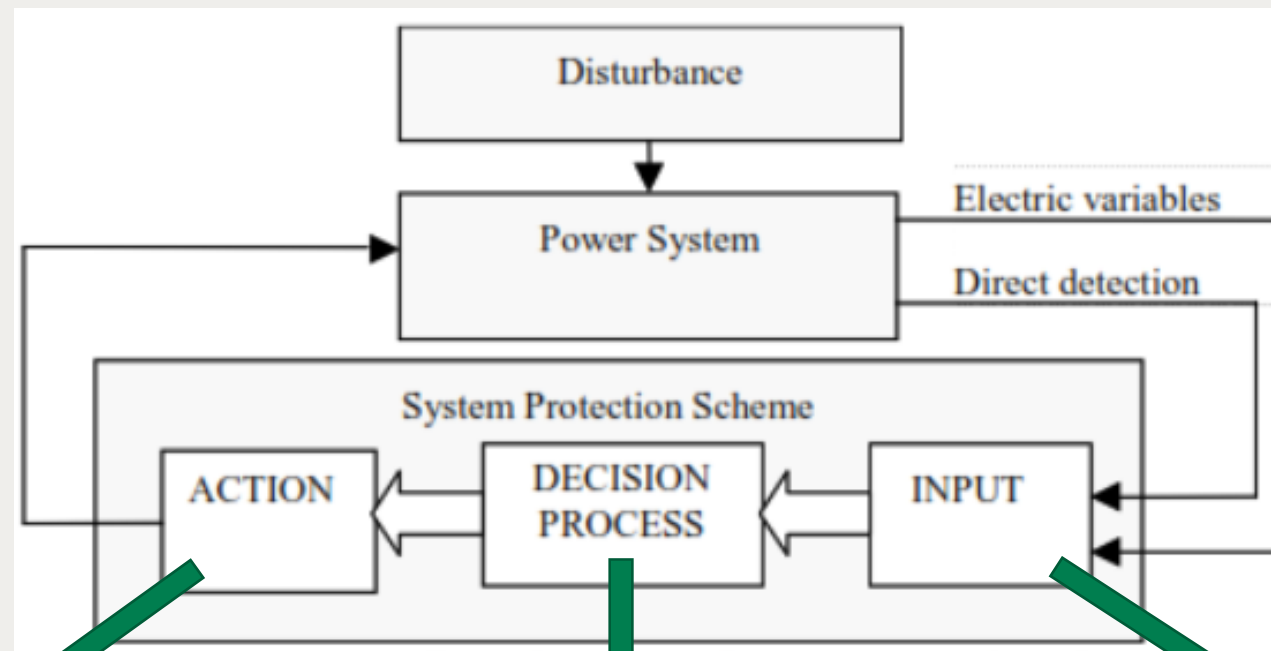 Disturbance
Power System
Electric variables
Direct detection
System Protection Scheme
ACTION
DECISION
PROCESS
INPUT